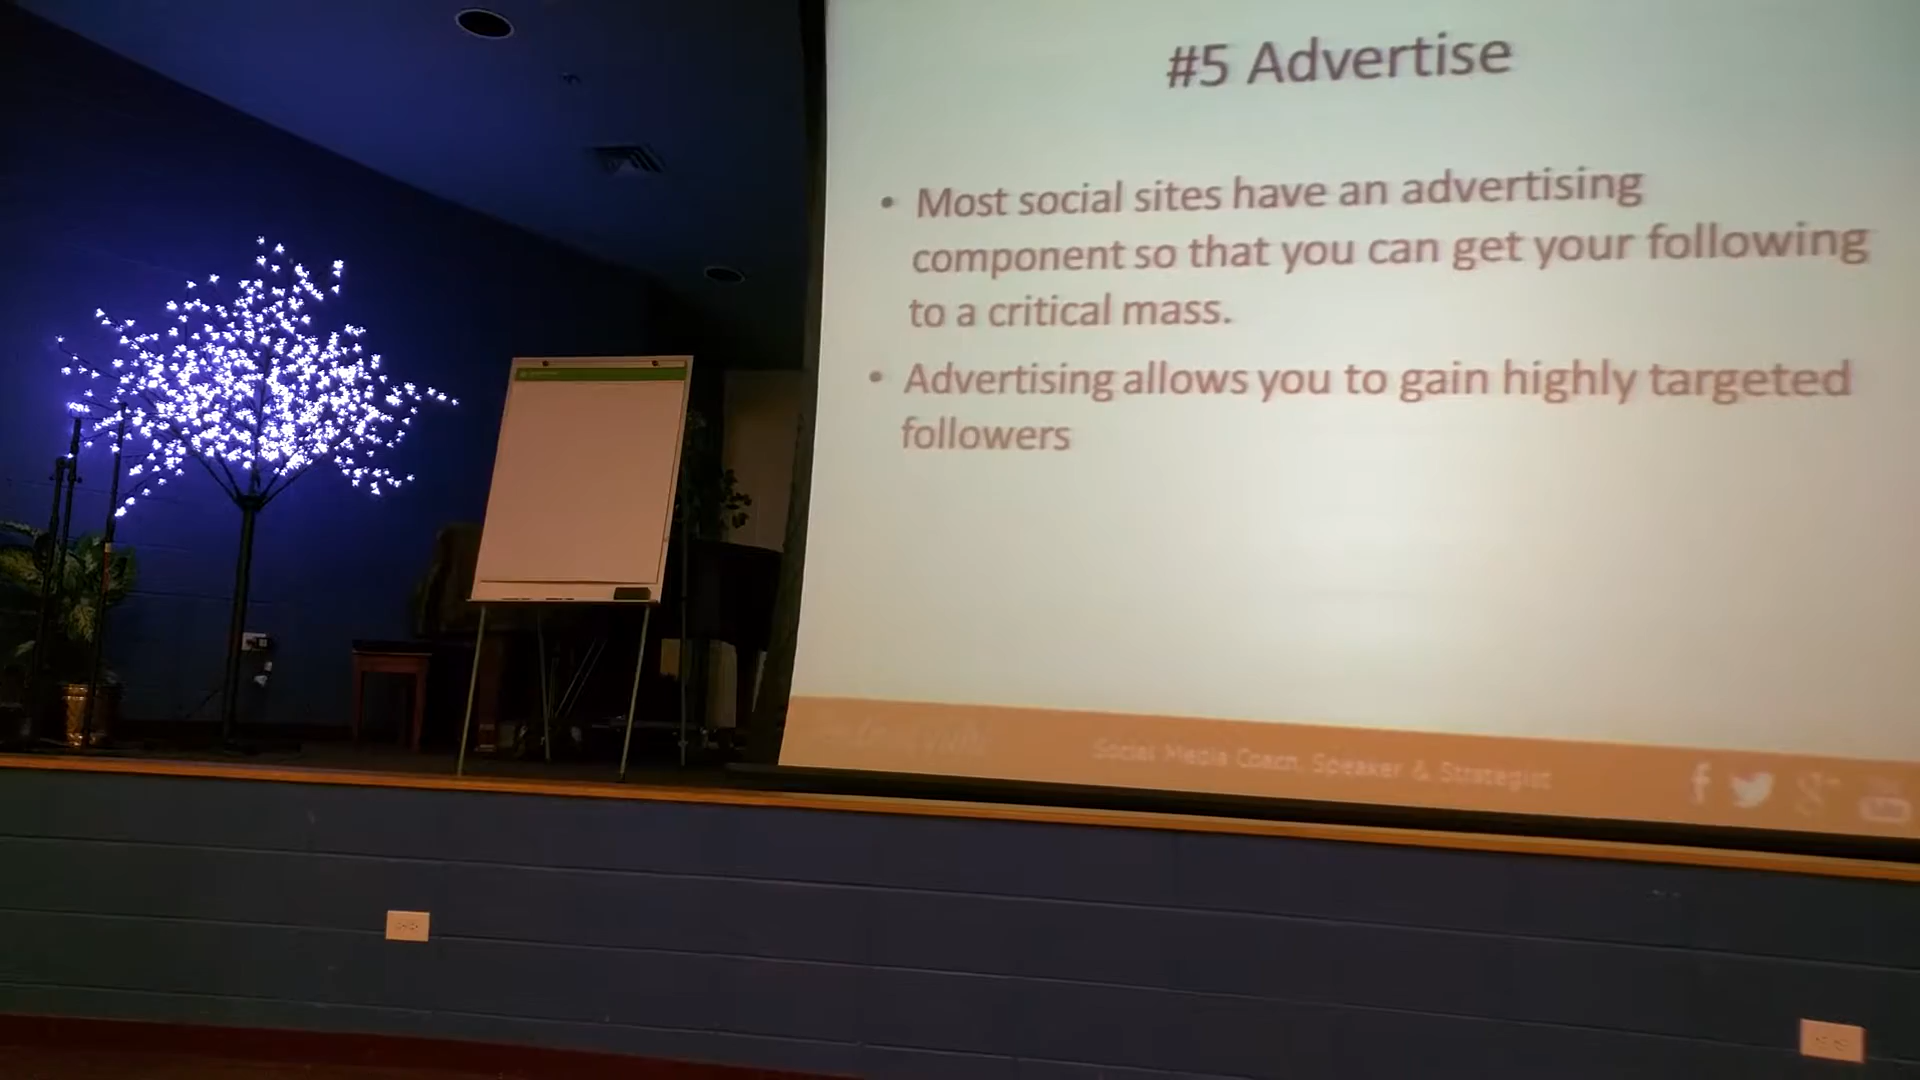 #5 Advertise
• Most social sites have an advertising
component so that you can get your following
to a critical mass.
• Advertising allows you to gain highly targeted
followers
Social Media Coach, Speaker & Strategist